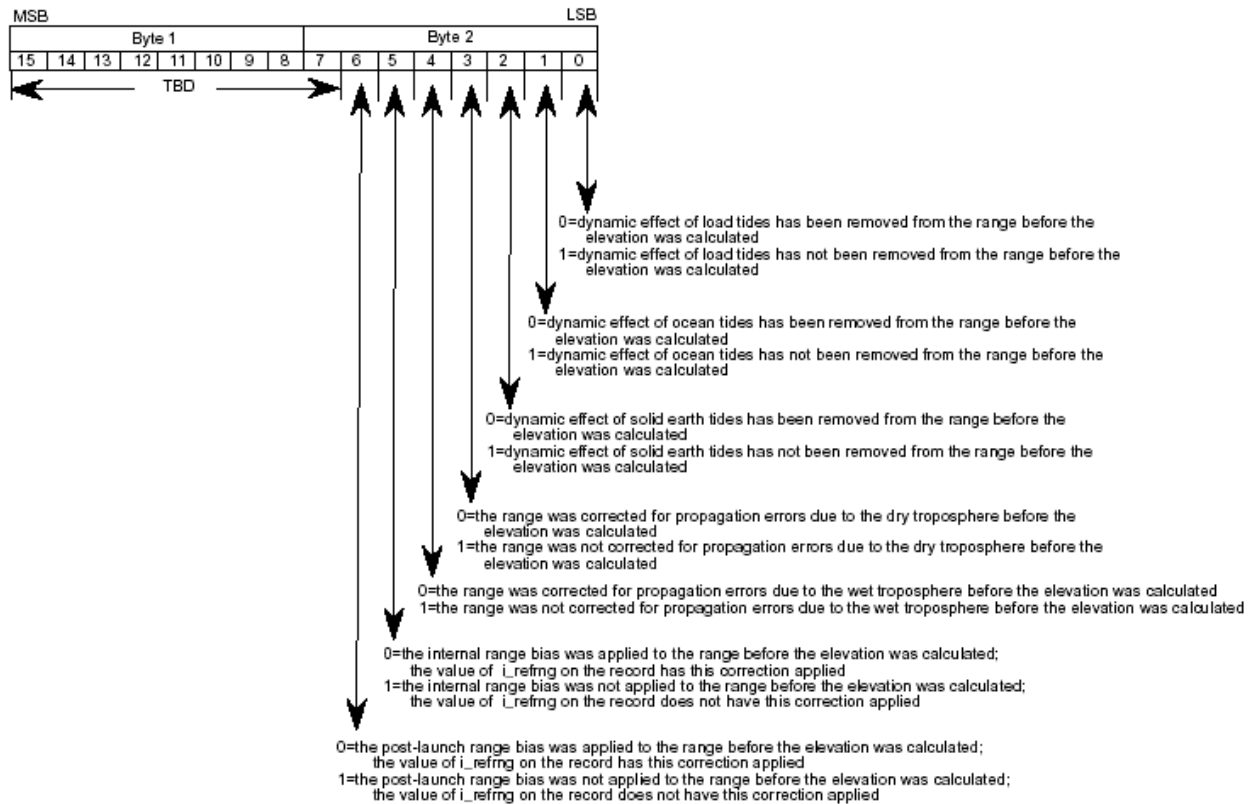 MSB LSB
Byte 1 Byte 2
15 14 13 12 11 10 9 8 7 6 5 4 3 2 1 0
TBD
0=dynamic effect of load tides has been removed from the range before the
elevation was calculated
1=dynamic effect of load tides has not been removed from the range before the
elevation was calculated
0=dynamic effect of ocean tides has been removed from the range before the
elevation was calculated
1=dynamic effect of ocean tides has not been removed from the range before the
elevation was calculated
0=dynamic effect of solid earth tides has been removed from the range before the
elevation was calculated
1=dynamic effect of solid earth tides has not been removed from the range before the
elevation was calculated
0=the range was corrected for propagation errors due to the dry troposphere before the
elevation was calculated
1=the range was not corrected for propagation errors due to the dry troposphere before the
elevation was calculated
0=the range was corrected for propagation errors due to the wet troposphere before the elevation was calculated
1=the range was not corrected for propagation errors due to the wet troposphere before the elevation was calculated
0=the internal range bias was applied to the range before the elevation was calculated;
the value of i_refrng on the record has this correction applied
1=the internal range bias was not applied to the range before the elevation was calculated;
the value of i_refrng on the record does not have this correction applied
0=the post-launch range bias was applied to the range before the elevation was calculated;
the value of i_refrng on the record has this correction applied
1=the post-launch range bias was not applied to the range before the elevation was calculated;
the value of i_refrng on the record does not have this correction applied